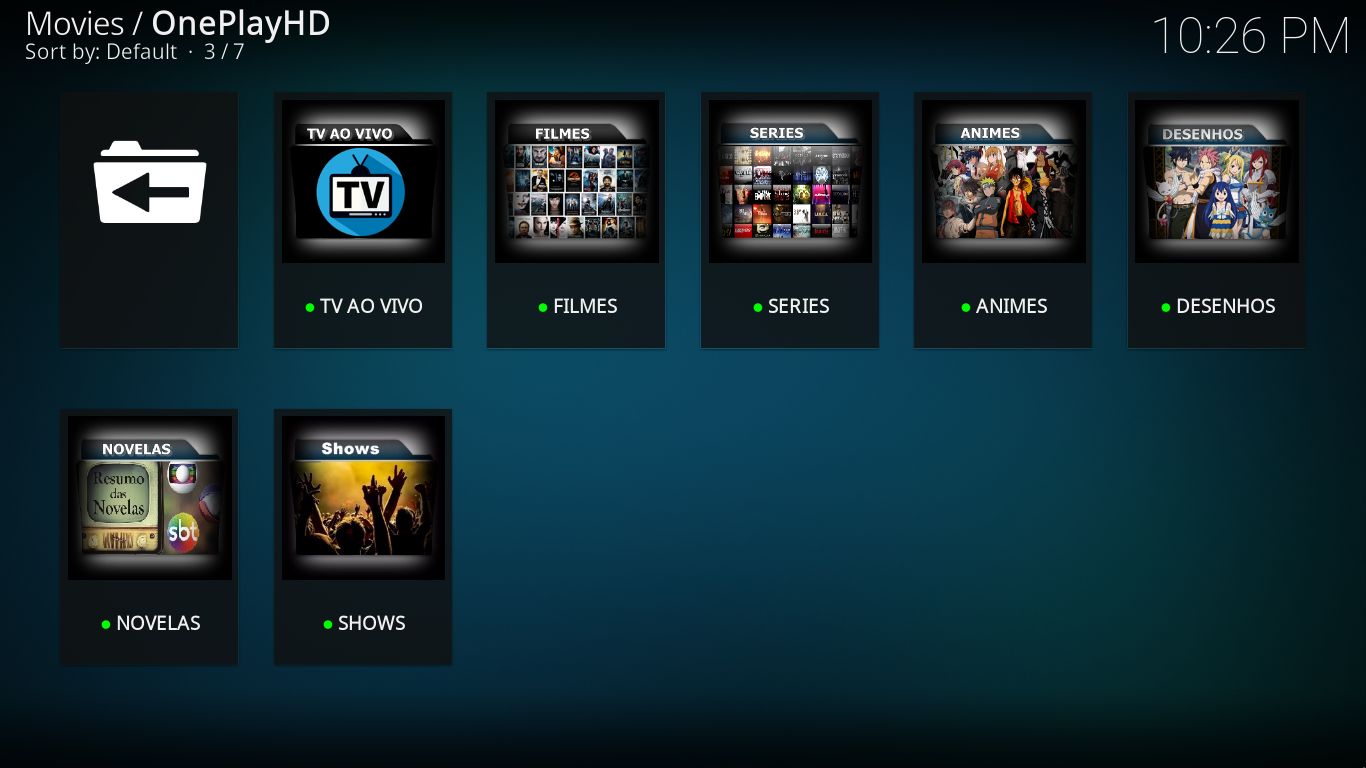 Movies / OnePlayHD
Sort by: Default · 3 / 7
10:26 PM
TV AO VIVO
TV
● TV AO VIVO
FILMES
● FILMES
SERIES
● SERIES
ANIMES
● ANIMES
DESENHOS
● DESENHOS
NOVELAS
Resumo
das
Novelas
sbt
● NOVELAS
Shows
● SHOWS